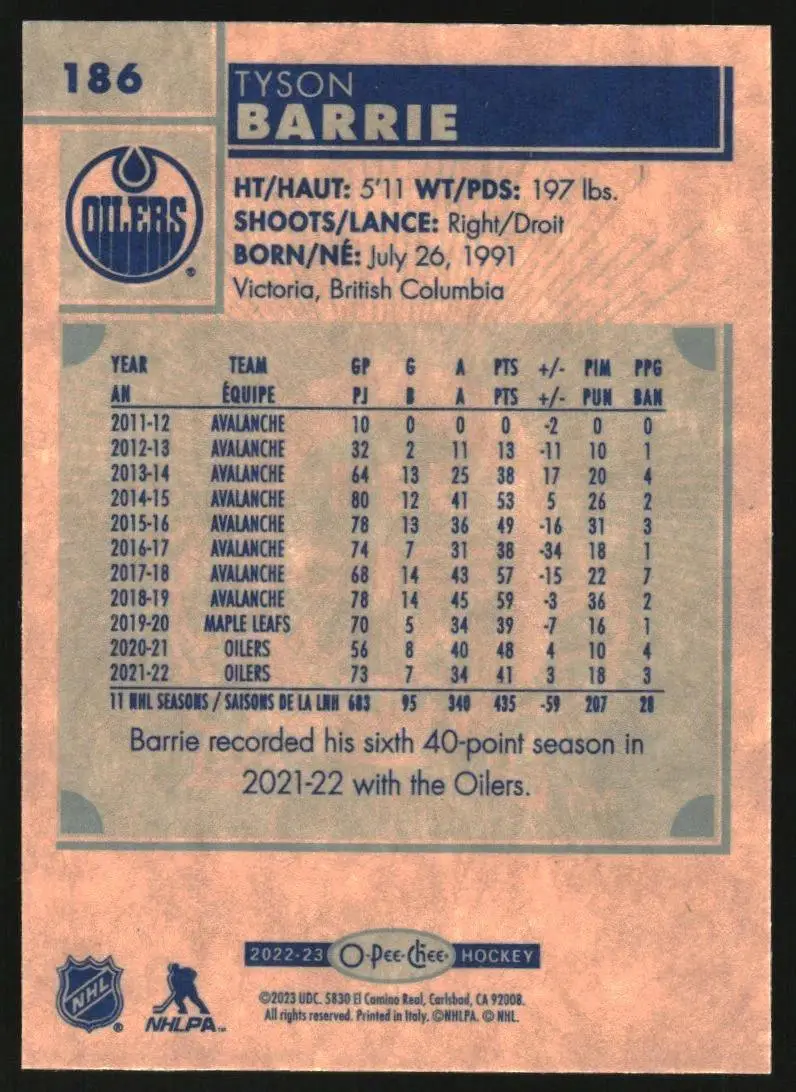 186
TYSON
BARRIE
OILERS
HT/HAUT: 5'11 WT/PDS: 197 lbs.
SHOOTS/LANCE: Right/Droit
BORN/NÉ: July 26, 1991
Victoria, British Columbia
YEAR TEAM GP G A PTS +/- PIM PPG
AN ÉQUIPE PJ B A PTS +/- PUN BAN
2011-12 AVALANCHE 10 0 0 0 -2 0 0
2012-13 AVALANCHE 32 2 11 13 -11 10 1
2013-14 AVALANCHE 64 13 25 38 17 20 4
2014-15 AVALANCHE 80 12 41 53 5 26 2
2015-16 AVALANCHE 78 13 36 49 -16 31 3
2016-17 AVALANCHE 74 7 31 38 -34 18 1
2017-18 AVALANCHE 68 14 43 57 -15 22 7
2018-19 AVALANCHE 78 14 45 59 -3 36 2
2019-20 MAPLE LEAFS 70 5 34 39 -7 16 1
2020-21 OILERS 56 8 40 48 4 10 4
2021-22 OILERS 73 7 34 41 3 18 3
11 NHL SEASONS / SAISONS DE LA LNH 683 95 340 435 -59 207 28
Barrie recorded his sixth 40-point season in
2021-22 with the Oilers.
2022-23 O-Pee-Chee HOCKEY
NHL
NHLPA™
©2023 UDC. 5830 El Camino Real, Carlsbad, CA 92008.
All rights reserved. Printed in Italy. ©NHLPA. © NHL.